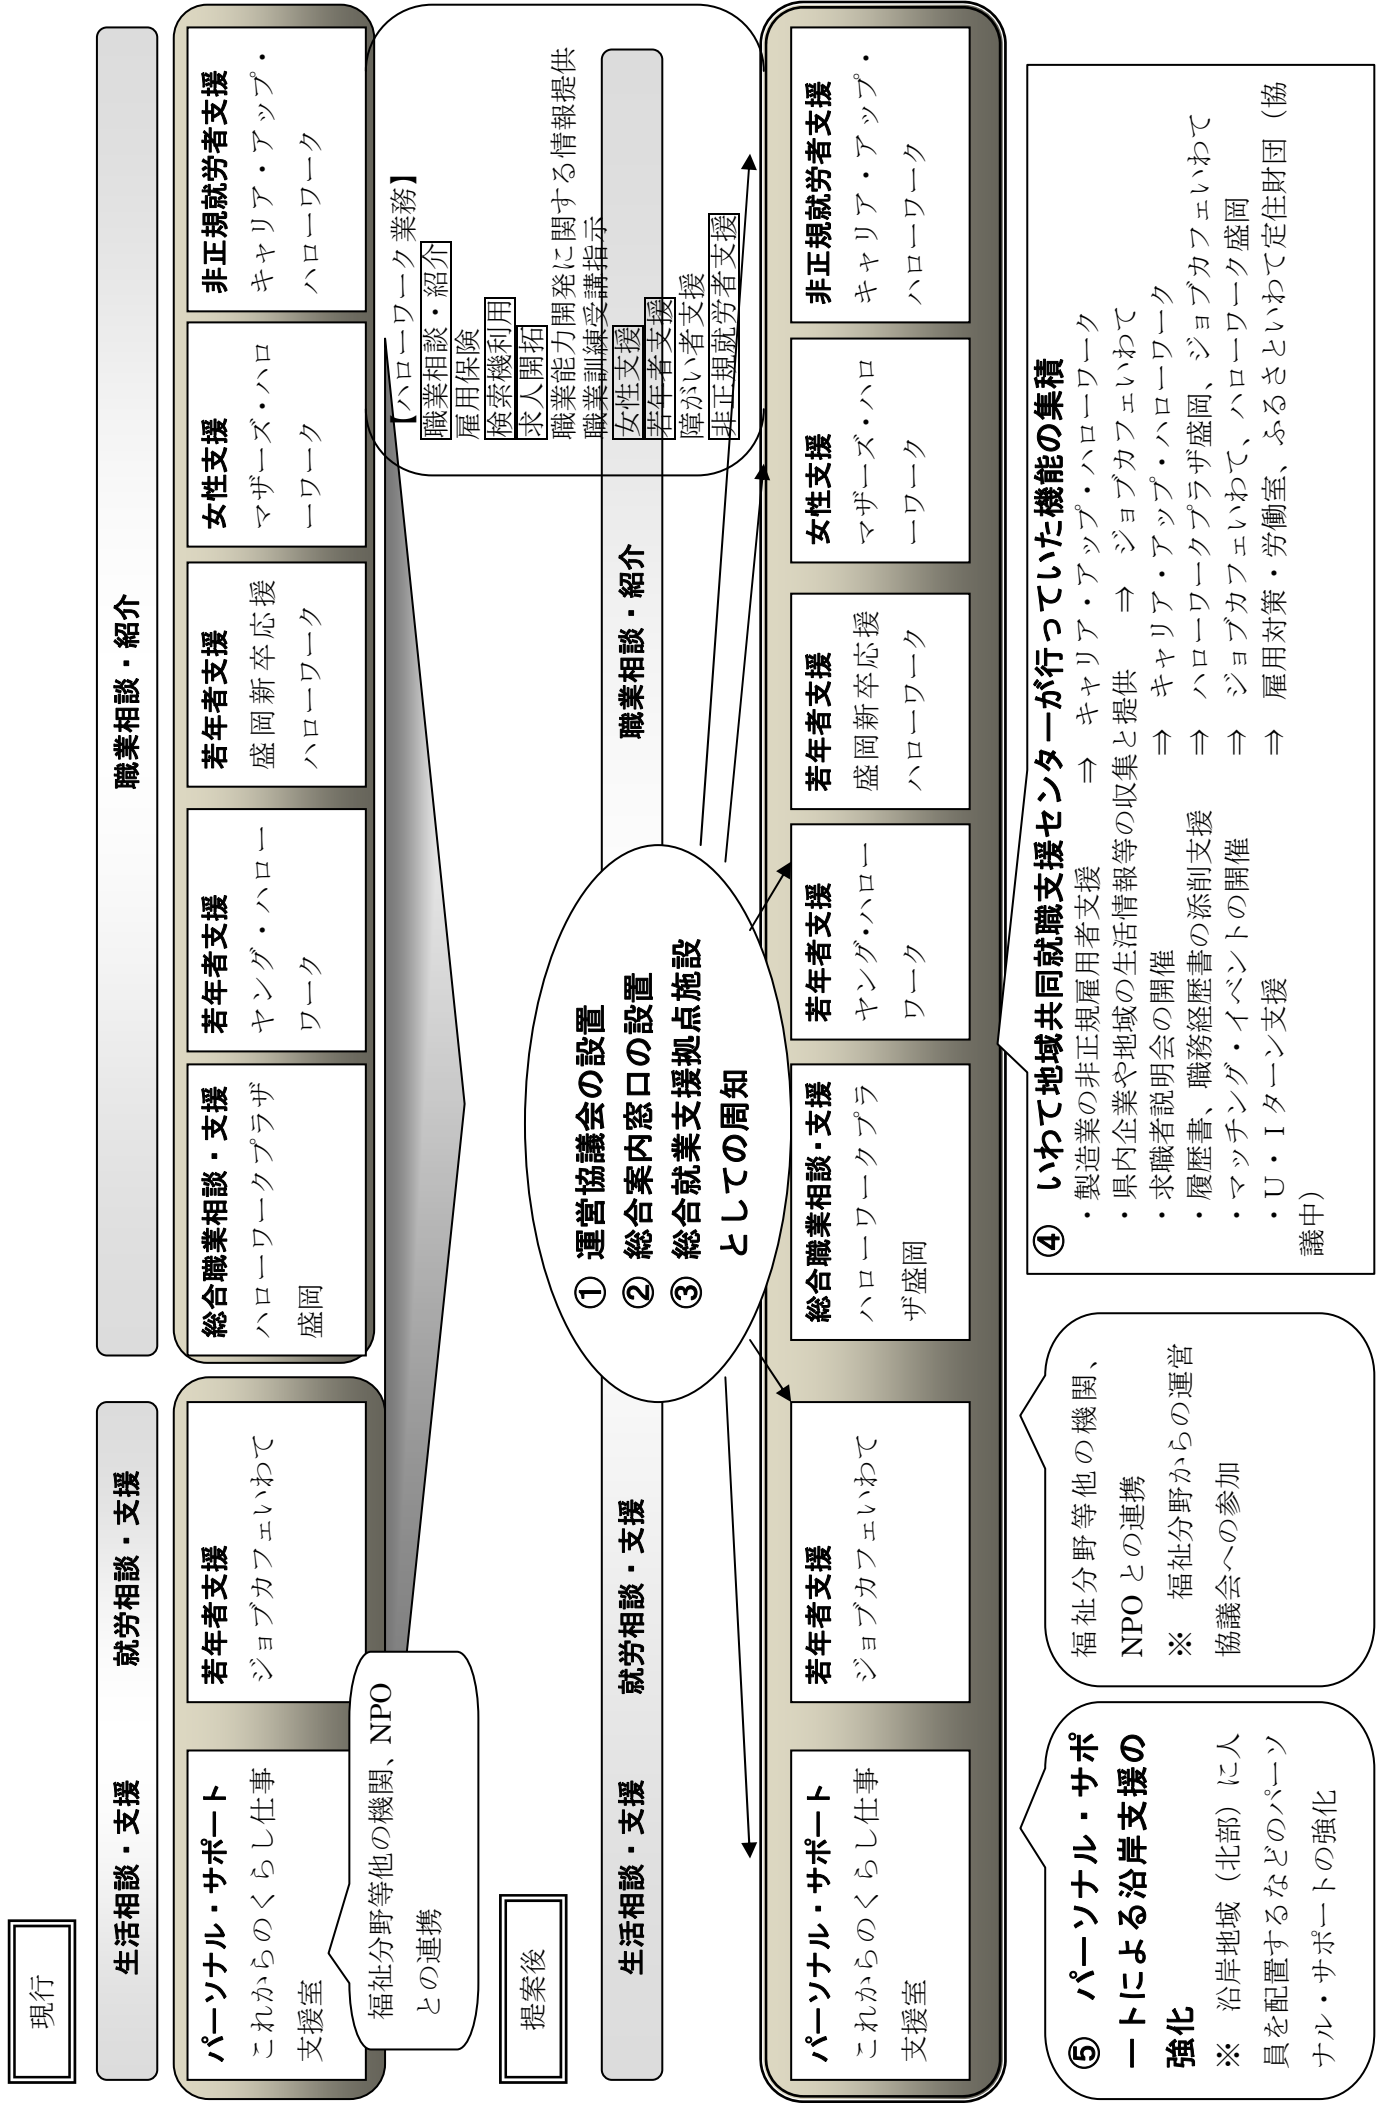 現行
生活相談・支援　　　就労相談・支援
職業相談・紹介
パーソナル・サポート
これからのくらし仕事
支援室
若年者支援
ジョブカフェいわて
総合職業相談・支援
ハローワークプラザ
盛岡
若年者支援
ヤング・ハロー
ワーク
若年者支援
盛岡新卒応援
ハローワーク
女性支援
マザーズ・ハロ
ーワーク
非正規就労者支援
キャリア・アップ・
ハローワーク
福祉分野等他の機関、NPO
との連携
【ハローワーク業務】
職業相談・紹介
雇用保険
検索機利用
求人開拓
職業能力開発に関する情報提供
職業訓練受講指示
女性支援
若年者支援
障がい者支援
非正規就労者支援
提案後
生活相談・支援　　　就労相談・支援
職業相談・紹介
① 運営協議会の設置
② 総合案内窓口の設置
③ 総合就業支援拠点施設
としての周知
パーソナル・サポート
これからのくらし仕事
支援室
若年者支援
ジョブカフェいわて
総合職業相談・支援
ハローワークプラ
ザ盛岡
若年者支援
ヤング・ハロー
ワーク
若年者支援
盛岡新卒応援
ハローワーク
女性支援
マザーズ・ハロ
ーワーク
非正規就労者支援
キャリア・アップ・
ハローワーク
⑤　パーソナル・サポ
ートによる沿岸支援の
強化
※　沿岸地域（北部）に人
員を配置するなどのパーソ
ナル・サポートの強化
福祉分野等他の機関、
NPO との連携
※　福祉分野からの運営
協議会への参加
④　いわて地域共同就職支援センターが行っていた機能の集積
・製造業の非正規雇用者支援　　⇒　キャリア・アップ・ハローワーク
・県内企業や地域の生活情報等の収集と提供　　⇒　ジョブカフェいわて
・求職者説明会の開催　　⇒　キャリア・アップ・ハローワーク
・履歴書、職務経歴書の添削支援　　⇒　ハローワークプラザ盛岡、ジョブカフェいわて
・マッチング・イベントの開催　　⇒　ジョブカフェいわて、ハローワーク盛岡
・U・I ターン支援　　⇒　雇用対策・労働室、ふるさといわて定住財団（協
議中）